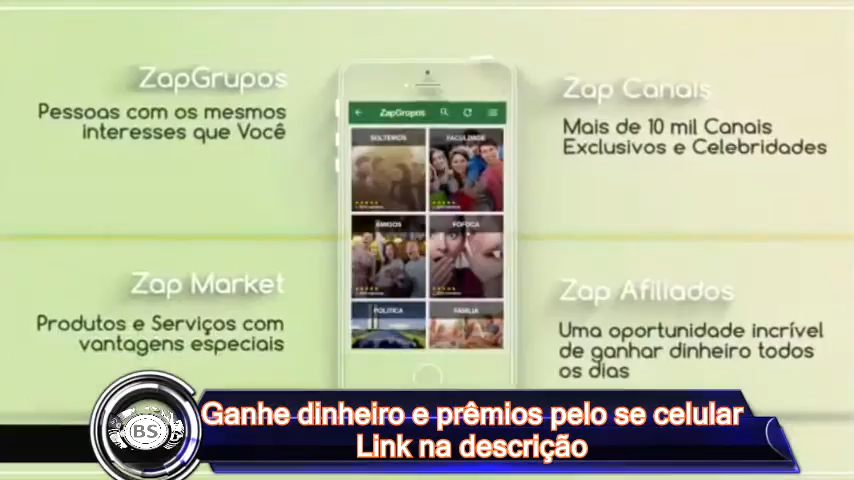 ZapGrupos
Pessoas com os mesmos
interesses que Você
Zap Canais
Mais de 10 mil Canais
Exclusivos e Celebridades
ZapGrupos
SOLTEIROS
FACULDADE
AMIGOS
FOFOCA
POLITICA
FAMILIA
Zap Market
Produtos e Serviços com
vantagens especiais
Zap Afiliados
Uma oportunidade incrível
de ganhar dinheiro todos
os dias
BS
Ganhe dinheiro e prêmios pelo se celular
Link na descrição